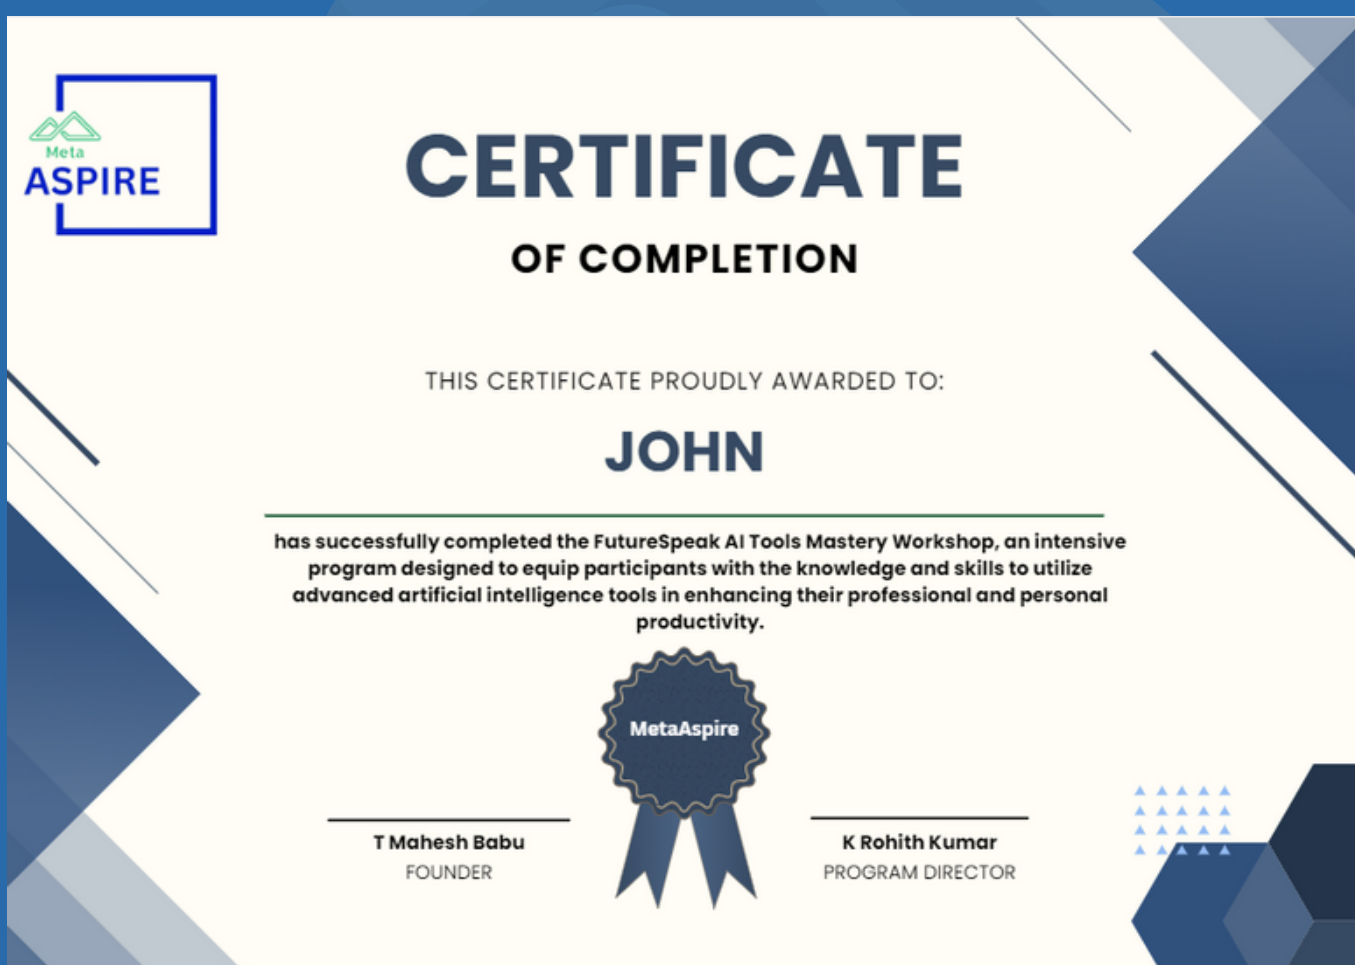 Meta
ASPIRE
CERTIFICATE
OF COMPLETION
THIS CERTIFICATE PROUDLY AWARDED TO:
JOHN
has successfully completed the FutureSpeak AI Tools Mastery Workshop, an intensive
program designed to equip participants with the knowledge and skills to utilize
advanced artificial intelligence tools in enhancing their professional and personal
productivity.
MetaAspire
T Mahesh Babu
FOUNDER
K Rohith Kumar
PROGRAM DIRECTOR